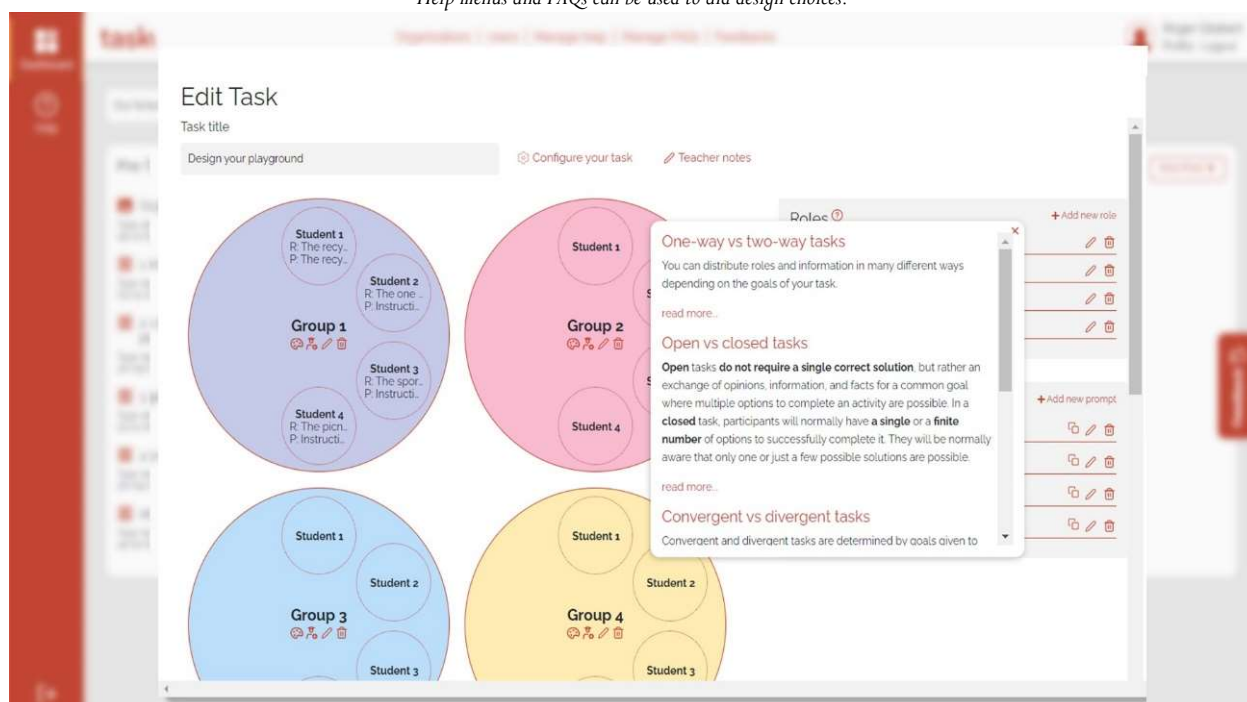 Help menus and FAQs can be used to aid design choices.
task
Organisations | Users | Manage help | Manage FAQs | Feedbacks
Edit Task
Task title
Design your playground
Configure your task
Teacher notes
Student 1
R: The recy..
P: The recy..
Student 2
R: The one ..
P: Instructi..
Group 1
Student 3
R: The spor..
P: Instructi..
Student 4
R: The picn..
P: Instructi..
Student 1
Group 2
Student 4
Roles
+ Add new role
One-way vs two-way tasks
You can distribute roles and information in many different ways
depending on the goals of your task.
read more...
Open vs closed tasks
Open tasks do not require a single correct solution, but rather an
exchange of opinions, information, and facts for a common goal
where multiple options to complete an activity are possible. In a
closed task, participants will normally have a single or a finite
number of options to successfully complete it. They will be normally
aware that only one or just a few possible solutions are possible.
read more...
Convergent vs divergent tasks
Convergent and divergent tasks are determined by goals given to
+ Add new prompt
Student 1
Student 2
Group 3
Student 3
Student 1
Student 2
Group 4
Student 3